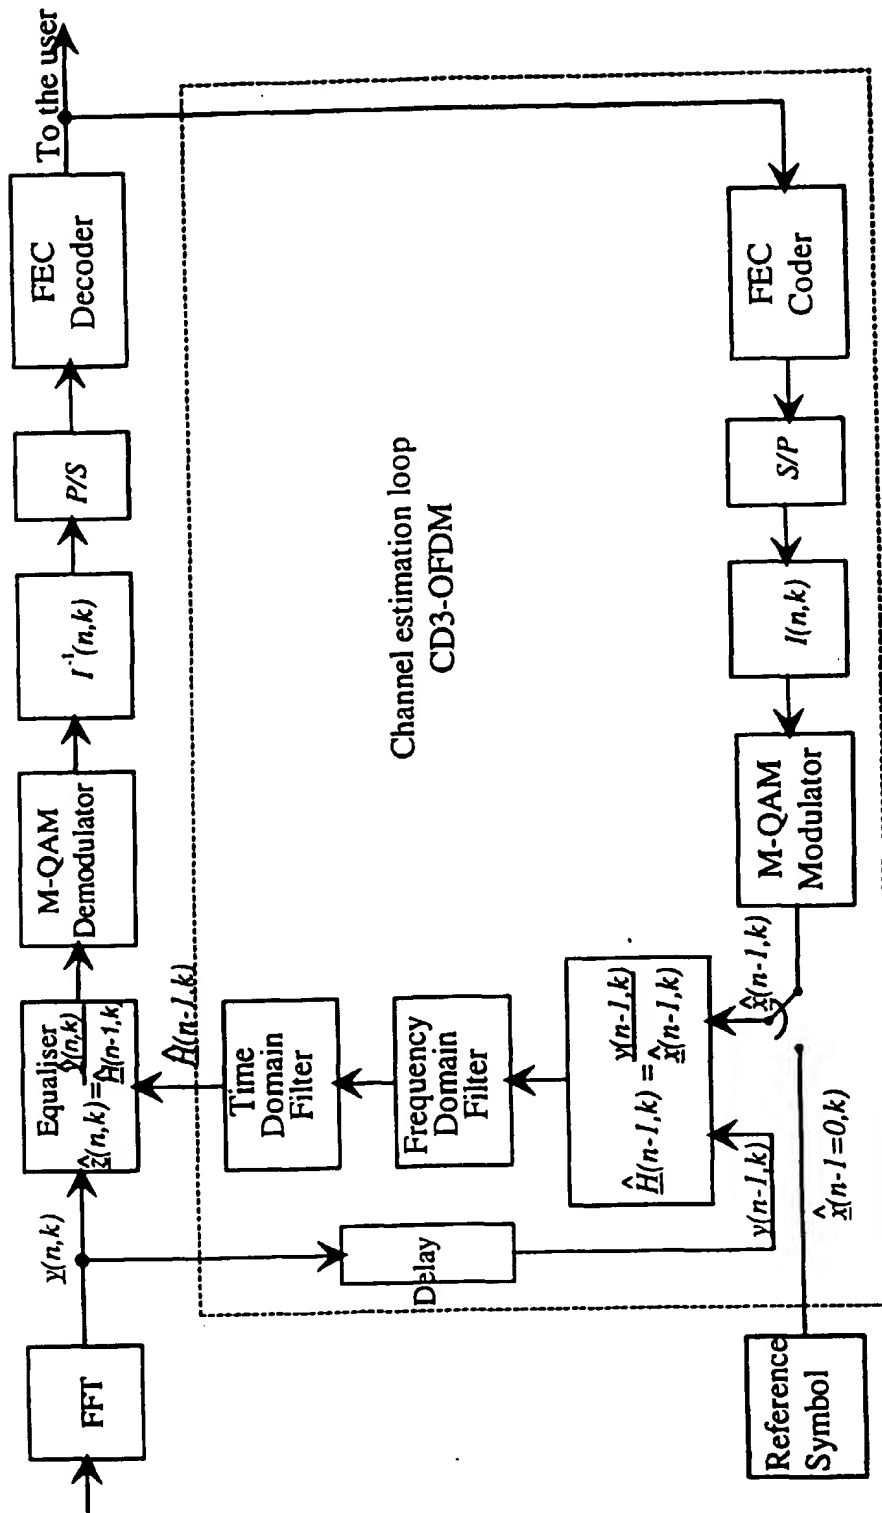 To the user
FFT
y(n,k)
Equaliser
ẑ(n,k)=y(n,k)/Ĥ(n-1,k)
M-QAM
Demodulator
I⁻¹(n,k)
P/S
FEC
Decoder
Ĥ(n-1,k)
Time
Domain
Filter
Frequency
Domain
Filter
Channel estimation loop
CD3-OFDM
Delay
Ĥ(n-1,k) = y(n-1,k)/x̂(n-1,k)
y(n-1,k)
x̂(n-1,k)
M-QAM
Modulator
I(n,k)
S/P
FEC
Coder
x̂(n-1=0,k)
Reference
Symbol